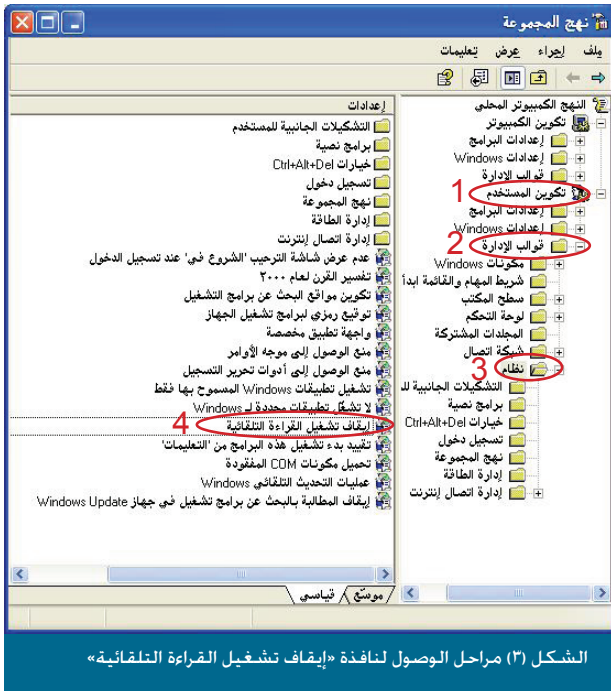 نهج المجموعة
ملف إجراء عرض تعليمات
النهج الكمبيوتر المحلي
تكوين الكمبيوتر
إعدادات البرامج
إعدادات Windows
قوالب الإدارة
1 تكوين المستخدم
إعدادات البرامج
إعدادات Windows
2 قوالب الإدارة
مكونات Windows
شريط المهام والقائمة ابدأ
سطح المكتب
لوحة التحكم
المجلدات المشتركة
شبكة اتصال
3 نظام
التشكيلات الجانبية لل
برامج نصية
خيارات Ctrl+Alt+Del
تسجيل دخول
نهج المجموعة
إدارة الطاقة
إدارة اتصال إنترنت
إعدادات
التشكيلات الجانبية للمستخدم
برامج نصية
خيارات Ctrl+Alt+Del
تسجيل دخول
نهج المجموعة
إدارة الطاقة
إدارة اتصال إنترنت
عدم عرض شاشة الترحيب 'الشروع في' عند تسجيل الدخول
تفسير القرن لعام ٢٠٠٠
تكوين مواقع البحث عن برامج التشغيل
توقيع رمزي لبرامج تشغيل الجهاز
واجهة تطبيق مخصصة
منع الوصول إلى موجه الأوامر
منع الوصول إلى أدوات تحرير التسجيل
تشغيل تطبيقات Windows المسموح بها فقط
لا تشغّل تطبيقات محددة لـ Windows
4 إيقاف تشغيل القراءة التلقائية
تقييد بدء تشغيل هذه البرامج من 'التعليمات'
تحميل مكونات COM المفقودة
عمليات التحديث التلقائي Windows
إيقاف المطالبة بالبحث عن برامج تشغيل في جهاز Windows Update
موسّع قياسي
الشكل (٣) مراحل الوصول لنافذة «إيقاف تشغيل القراءة التلقائية»